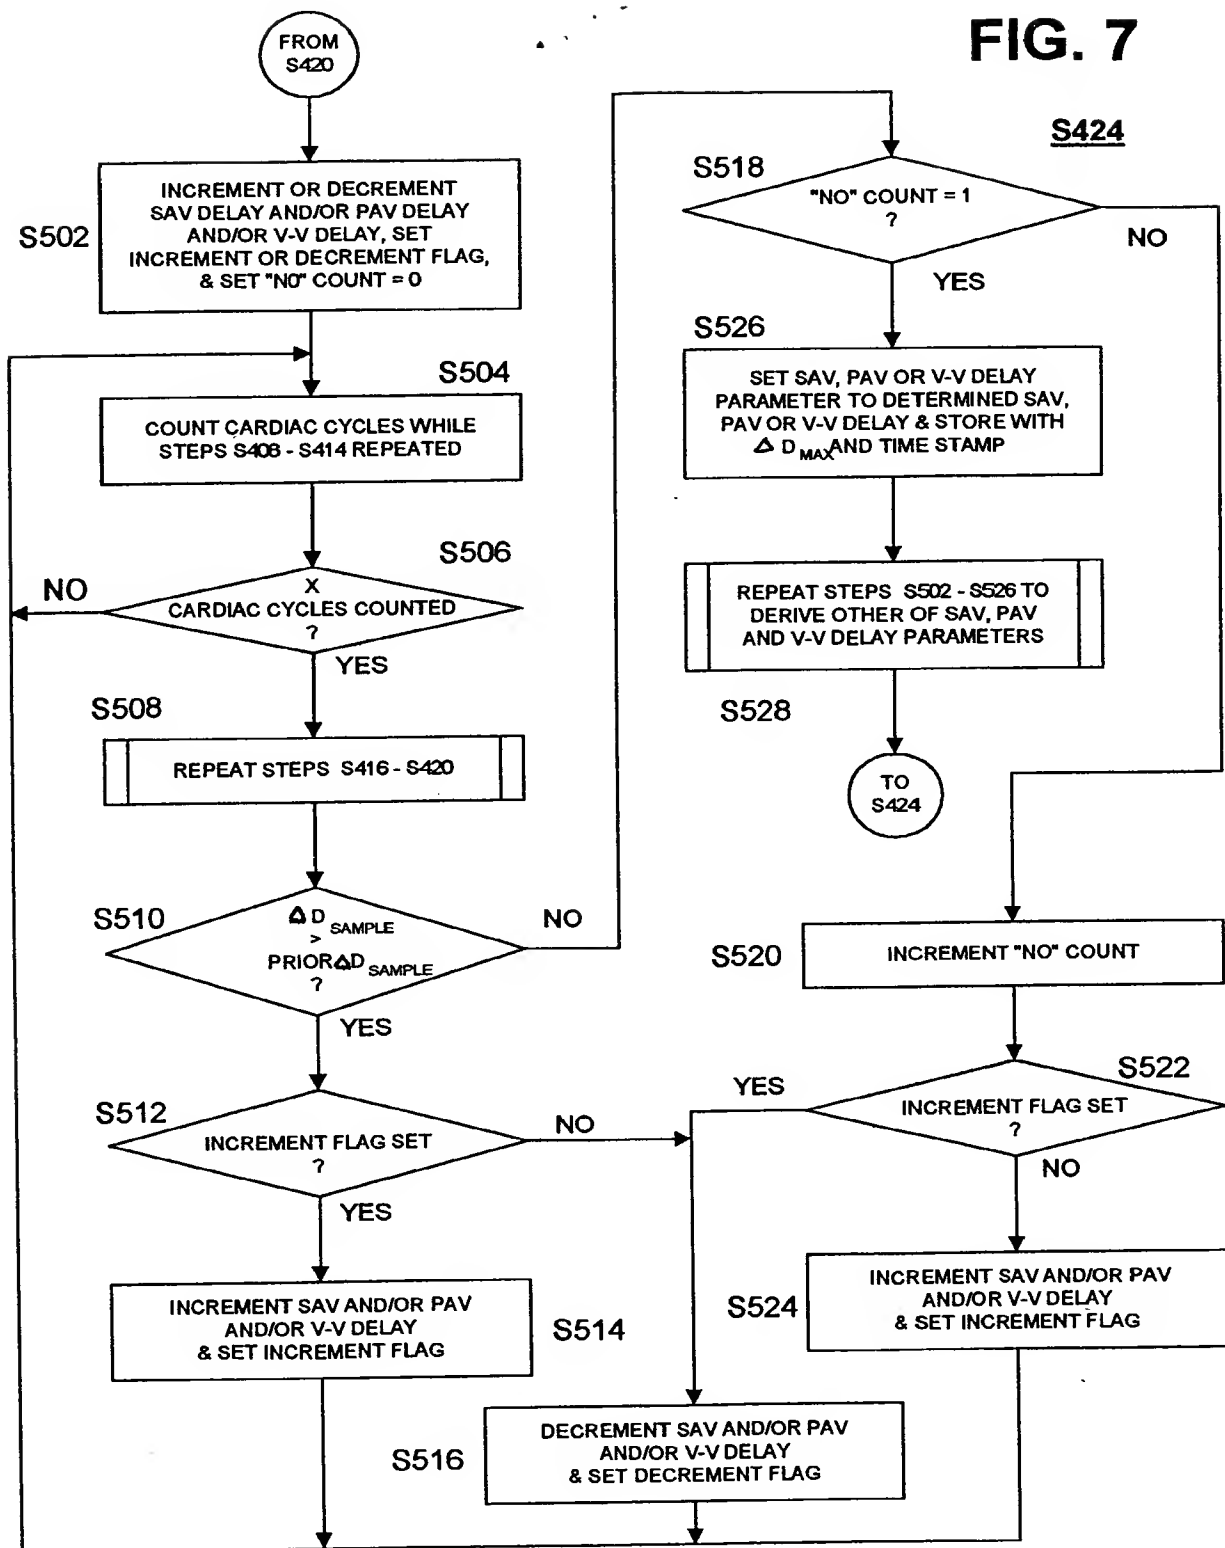 FIG. 7
FROM
S420
S424
S502
INCREMENT OR DECREMENT
SAV DELAY AND/OR PAV DELAY
AND/OR V-V DELAY, SET
INCREMENT OR DECREMENT FLAG,
& SET "NO" COUNT = 0
S504
COUNT CARDIAC CYCLES WHILE
STEPS S408 - S414 REPEATED
S506
X
CARDIAC CYCLES COUNTED
?
NO
YES
S508
REPEAT STEPS S416 - S420
S510
Δ D SAMPLE
>
PRIOR Δ D SAMPLE
?
NO
YES
S512
INCREMENT FLAG SET
?
NO
YES
INCREMENT SAV AND/OR PAV
AND/OR V-V DELAY
& SET INCREMENT FLAG
S514
S516
DECREMENT SAV AND/OR PAV
AND/OR V-V DELAY
& SET DECREMENT FLAG
S518
"NO" COUNT = 1
?
NO
YES
S526
SET SAV, PAV OR V-V DELAY
PARAMETER TO DETERMINED SAV,
PAV OR V-V DELAY & STORE WITH
Δ D MAX AND TIME STAMP
REPEAT STEPS S502 - S526 TO
DERIVE OTHER OF SAV, PAV
AND V-V DELAY PARAMETERS
S528
TO
S424
S520
INCREMENT "NO" COUNT
S522
YES
INCREMENT FLAG SET
?
NO
S524
INCREMENT SAV AND/OR PAV
AND/OR V-V DELAY
& SET INCREMENT FLAG